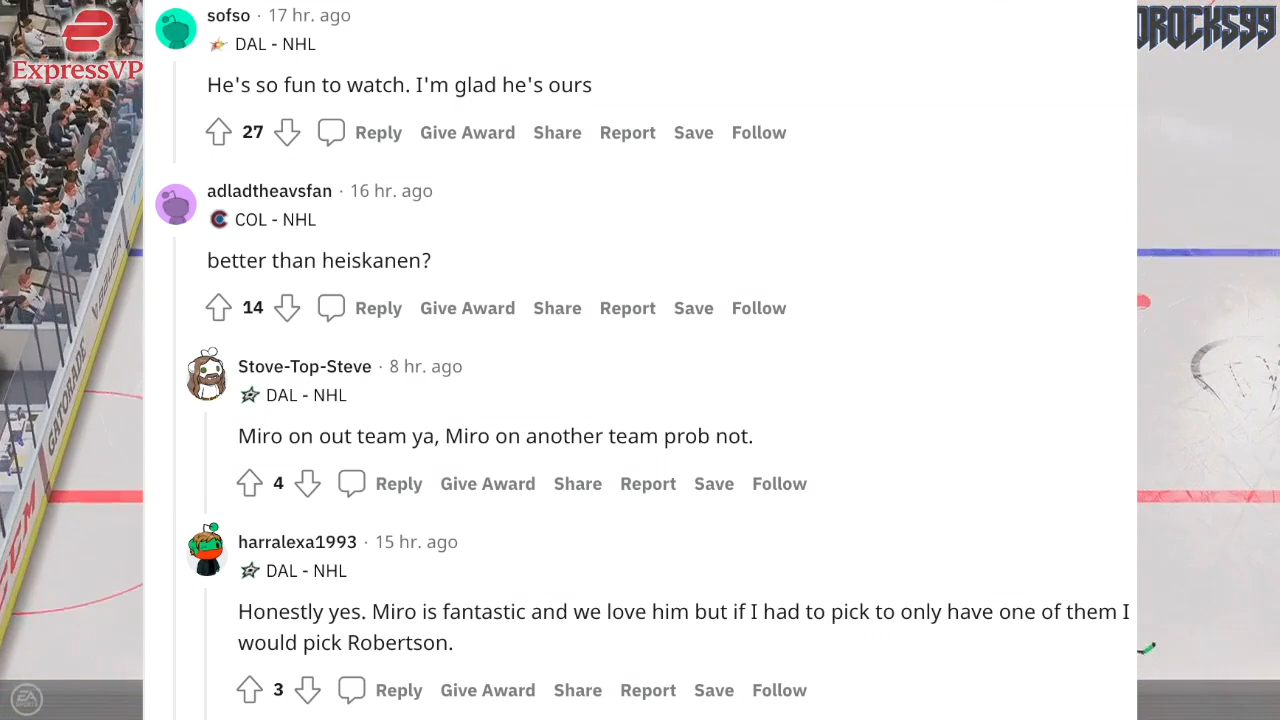 ExpressVP
DROCKS99
sofso · 17 hr. ago
DAL - NHL
He's so fun to watch. I'm glad he's ours
27 Reply Give Award Share Report Save Follow
adladtheavsfan · 16 hr. ago
COL - NHL
better than heiskanen?
14 Reply Give Award Share Report Save Follow
Stove-Top-Steve · 8 hr. ago
DAL - NHL
Miro on out team ya, Miro on another team prob not.
4 Reply Give Award Share Report Save Follow
harralexa1993 · 15 hr. ago
DAL - NHL
Honestly yes. Miro is fantastic and we love him but if I had to pick to only have one of them I
would pick Robertson.
3 Reply Give Award Share Report Save Follow
GATORADE
CCM
EA
SPORTS